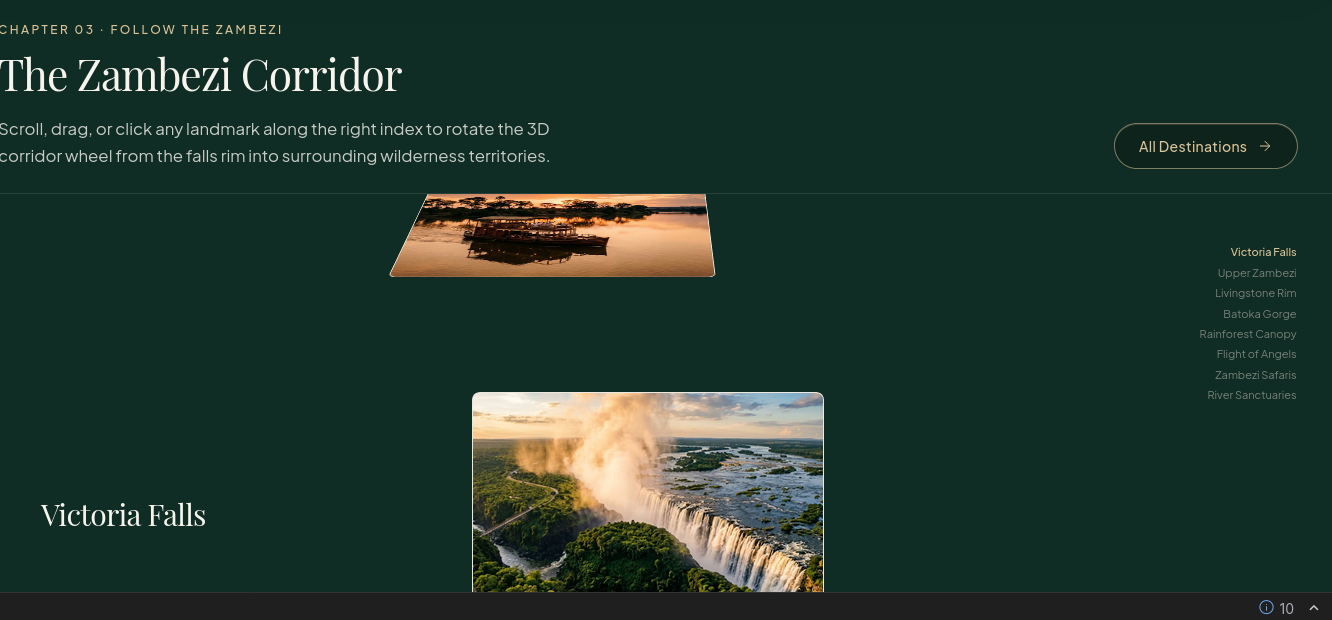 CHAPTER 03 · FOLLOW THE ZAMBEZI
The Zambezi Corridor
Scroll, drag, or click any landmark along the right index to rotate the 3D
corridor wheel from the falls rim into surrounding wilderness territories.
All Destinations →
Victoria Falls
Upper Zambezi
Livingstone Rim
Batoka Gorge
Rainforest Canopy
Flight of Angels
Zambezi Safaris
River Sanctuaries
Victoria Falls
10